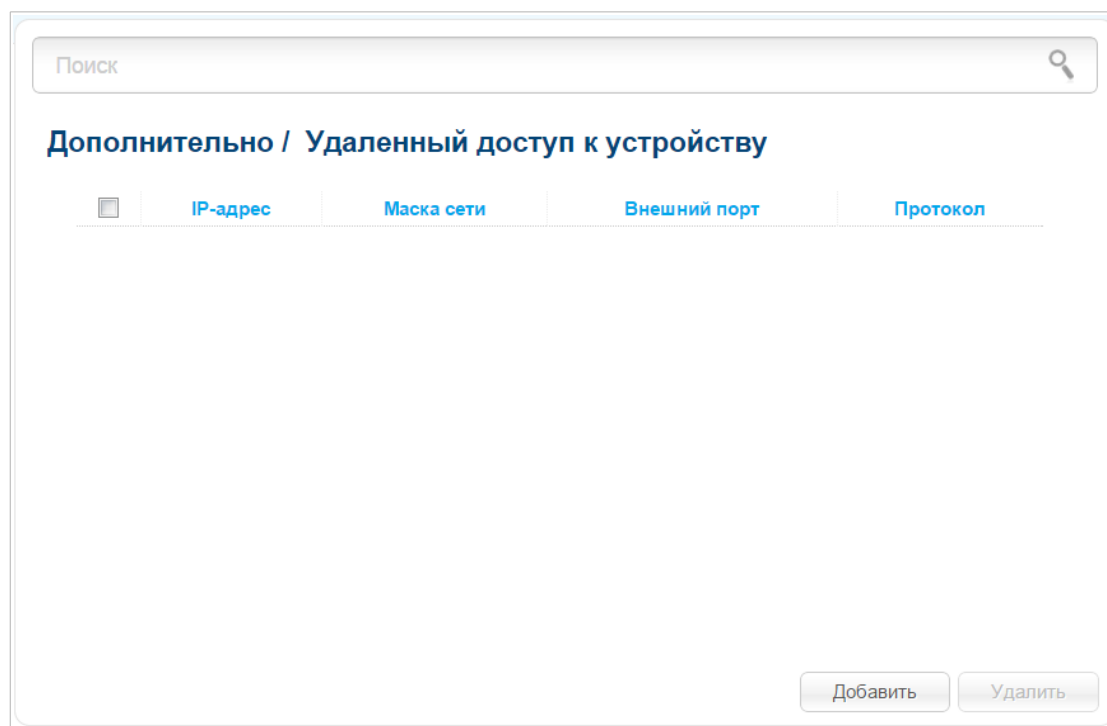 Поиск
Дополнительно / Удаленный доступ к устройству
IP-адрес Маска сети Внешний порт Протокол
Добавить Удалить